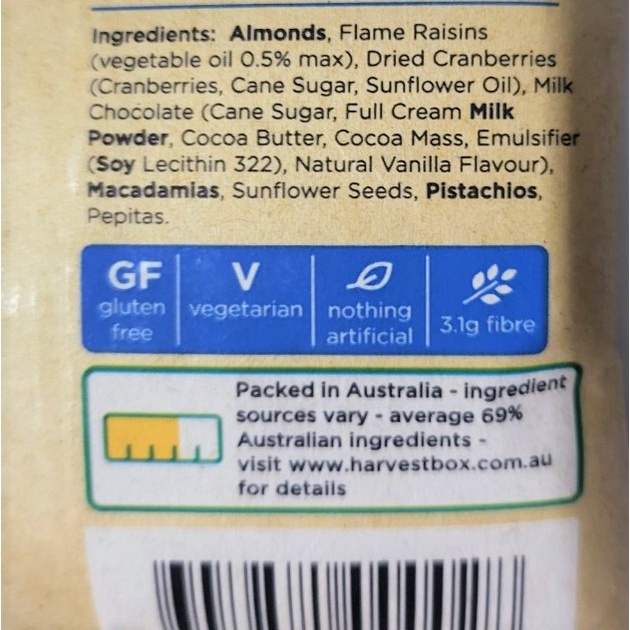 Ingredients: Almonds, Flame Raisins
(vegetable oil 0.5% max), Dried Cranberries
(Cranberries, Cane Sugar, Sunflower Oil), Milk
Chocolate (Cane Sugar, Full Cream Milk
Powder, Cocoa Butter, Cocoa Mass, Emulsifier
(Soy Lecithin 322), Natural Vanilla Flavour),
Macadamias, Sunflower Seeds, Pistachios,
Pepitas.
GF
gluten
free
V
vegetarian
nothing
artificial
3.1g fibre
Packed in Australia - ingredient
sources vary - average 69%
Australian ingredients -
visit www.harvestbox.com.au
for details